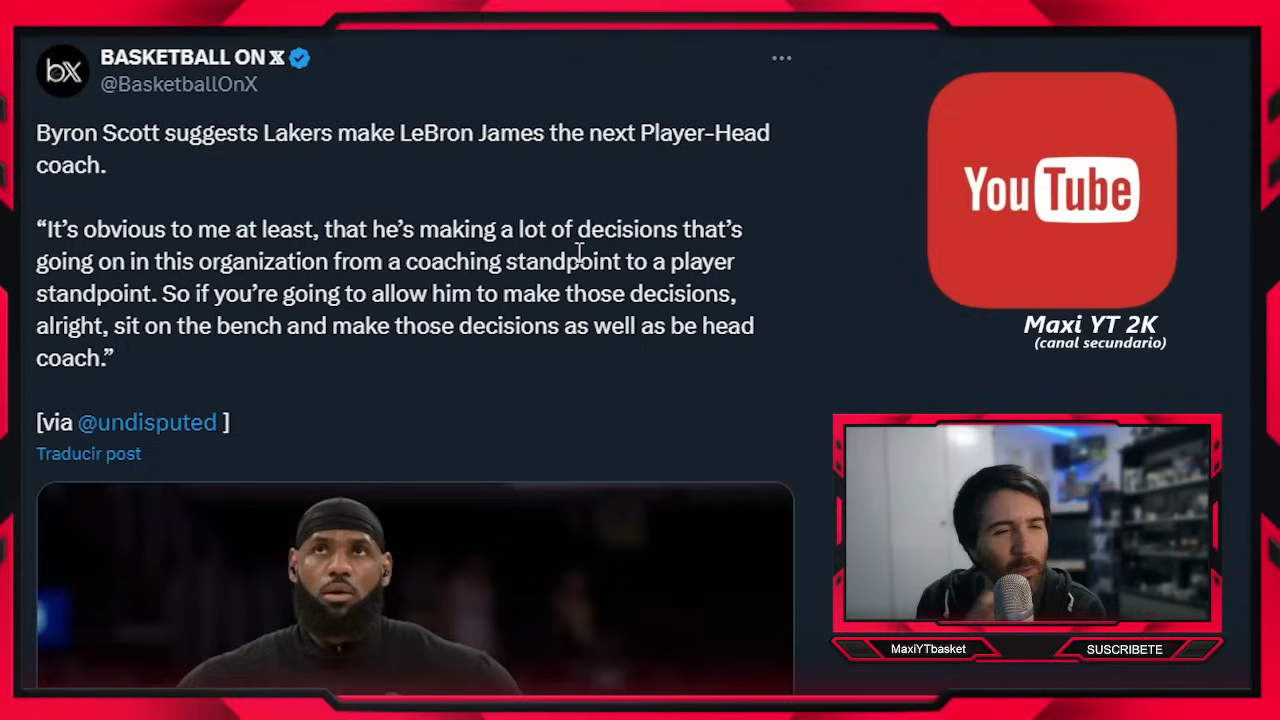 BASKETBALL ON X
@BasketballOnX
Byron Scott suggests Lakers make LeBron James the next Player-Head
coach.
“It’s obvious to me at least, that he’s making a lot of decisions that’s
going on in this organization from a coaching standpoint to a player
standpoint. So if you’re going to allow him to make those decisions,
alright, sit on the bench and make those decisions as well as be head
coach.”
[via @undisputed ]
Traducir post
bx
YouTube
Maxi YT 2K
(canal secundario)
MaxiYTbasket
SUSCRIBETE